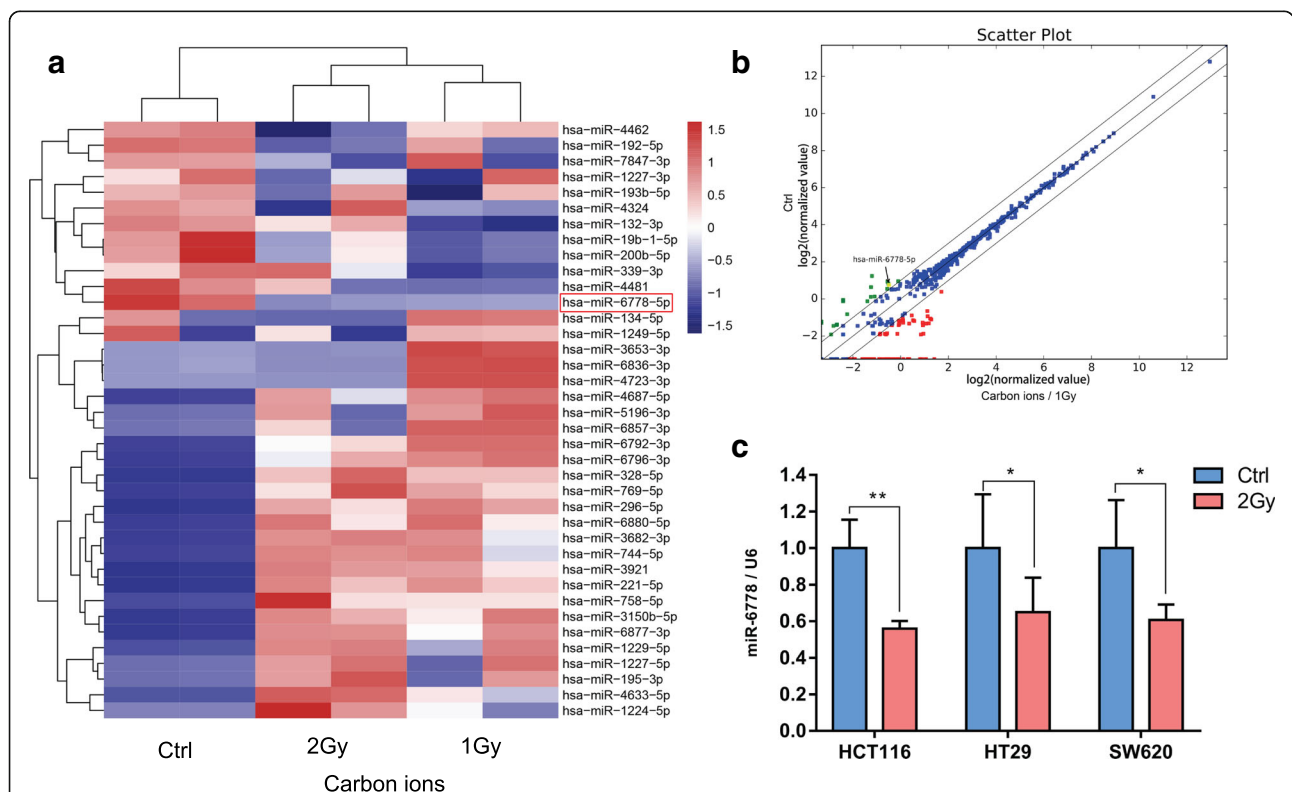 a
hsa-miR-4462
hsa-miR-192-5p
hsa-miR-7847-3p
hsa-miR-1227-3p
hsa-miR-193b-5p
hsa-miR-4324
hsa-miR-132-3p
hsa-miR-19b-1-5p
hsa-miR-200b-5p
hsa-miR-339-3p
hsa-miR-4481
hsa-miR-6778-5p
hsa-miR-134-5p
hsa-miR-1249-5p
hsa-miR-3653-3p
hsa-miR-6836-3p
hsa-miR-4723-3p
hsa-miR-4687-5p
hsa-miR-5196-3p
hsa-miR-6857-3p
hsa-miR-6792-3p
hsa-miR-6796-3p
hsa-miR-328-5p
hsa-miR-769-5p
hsa-miR-296-5p
hsa-miR-6880-5p
hsa-miR-3682-3p
hsa-miR-744-5p
hsa-miR-3921
hsa-miR-221-5p
hsa-miR-758-5p
hsa-miR-3150b-5p
hsa-miR-6877-3p
hsa-miR-1229-5p
hsa-miR-1227-5p
hsa-miR-195-3p
hsa-miR-4633-5p
hsa-miR-1224-5p
1.5
1
0.5
0
−0.5
−1
−1.5
Ctrl 2Gy 1Gy
Carbon ions
b
Scatter Plot
Ctrl
log2(normalized value)
12
10
8
6
4
2
0
−2
hsa-miR-6778-5p
−2 0 2 4 6 8 10 12
log2(normalized value)
Carbon ions / 1Gy
c
miR-6778 / U6
1.4
1.2
1.0
0.8
0.6
0.4
0.2
0.0
** * *
Ctrl
2Gy
HCT116 HT29 SW620